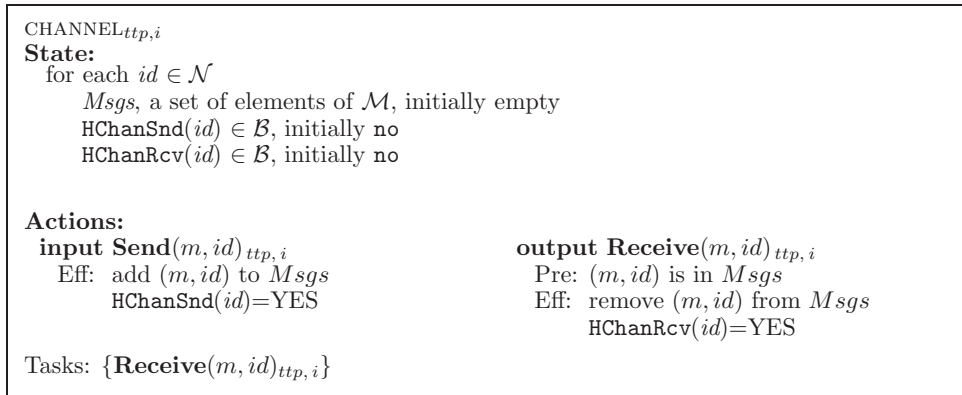 CHANNEL_{ttp,i}
State:
for each id ∈ 𝒩
Msgs, a set of elements of ℳ, initially empty
HChanSnd(id) ∈ ℬ, initially no
HChanRcv(id) ∈ ℬ, initially no
Actions:
input Send(m, id)_{ttp, i}
Eff: add (m, id) to Msgs
HChanSnd(id)=YES
output Receive(m, id)_{ttp, i}
Pre: (m, id) is in Msgs
Eff: remove (m, id) from Msgs
HChanRcv(id)=YES
Tasks: {Receive(m, id)_{ttp, i}}